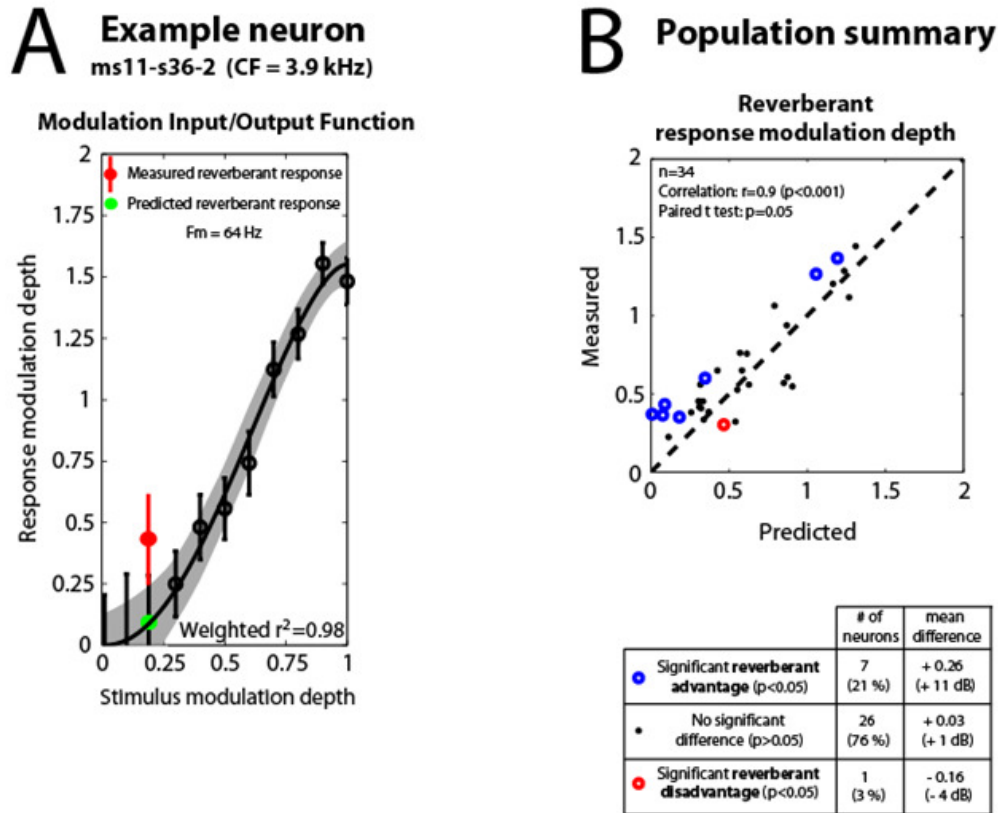 A
Example neuron
ms11-s36-2 (CF = 3.9 kHz)
Modulation Input/Output Function
2
1.75
1.5
1.25
1
0.75
0.5
0.25
0
Measured reverberant response
Predicted reverberant response
Fm = 64 Hz
Weighted r²=0.98
Response modulation depth
0 0.25 0.5 0.75 1
Stimulus modulation depth
B
Population summary
Reverberant
response modulation depth
2
1.5
1
0.5
0
n=34
Correlation: r=0.9 (p<0.001)
Paired t test: p=0.05
Measured
0 0.5 1 1.5 2
Predicted
# of mean
neurons difference
Significant reverberant 7 + 0.26
advantage (p<0.05) (21 %) (+ 11 dB)
No significant 26 + 0.03
difference (p>0.05) (76 %) (+ 1 dB)
Significant reverberant 1 - 0.16
disadvantage (p<0.05) (3 %) (- 4 dB)